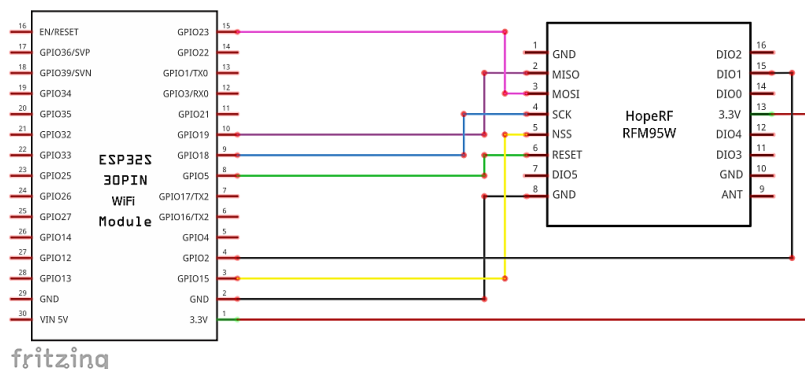 16 EN/RESET GPIO23 15
17 GPIO36/SVP GPIO22 14
18 GPIO39/SVN GPIO1/TX0 13
19 GPIO34 GPIO3/RX0 12
20 GPIO35 GPIO21 11
21 GPIO32 GPIO19 10
22 GPIO33 GPIO18 9
23 GPIO25 GPIO5 8
24 GPIO26 GPIO17/TX2 7
25 GPIO27 GPIO16/TX2 6
26 GPIO14 GPIO4 5
27 GPIO12 GPIO2 4
28 GPIO13 GPIO15 3
29 GND GND 2
30 VIN 5V 3.3V 1
ESP32S
30PIN
WiFi
Module
1 GND DIO2 16
2 MISO DIO1 15
3 MOSI DIO0 14
4 SCK 3.3V 13
5 NSS DIO4 12
6 RESET DIO3 11
7 DIO5 GND 10
8 GND ANT 9
HopeRF
RFM95W
fritzing